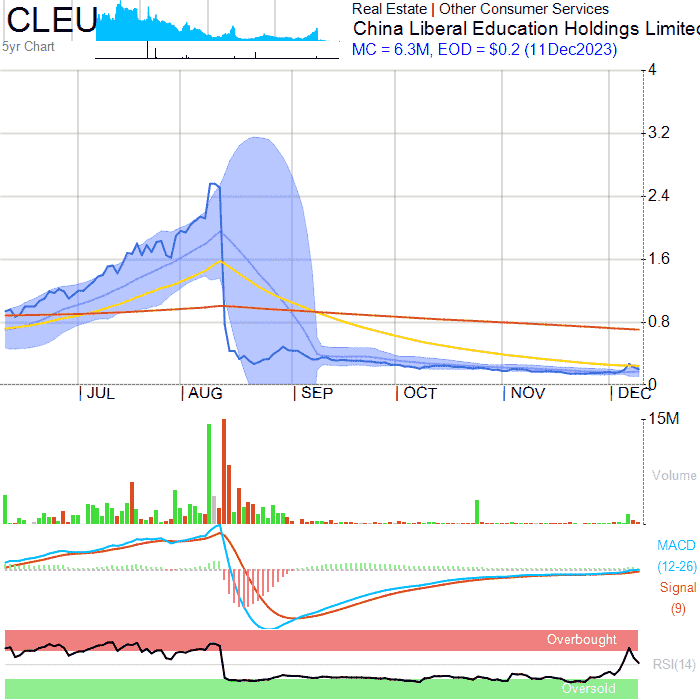 CLEU
5yr Chart
Real Estate | Other Consumer Services
China Liberal Education Holdings Limited
MC = 6.3M, EOD = $0.2 (11Dec2023)
4
3.2
2.4
1.6
0.8
0
| JUL
| AUG
| SEP
| OCT
| NOV
| DEC
15M
Volume
MACD
(12-26)
Signal
(9)
Overbought
RSI(14)
Oversold